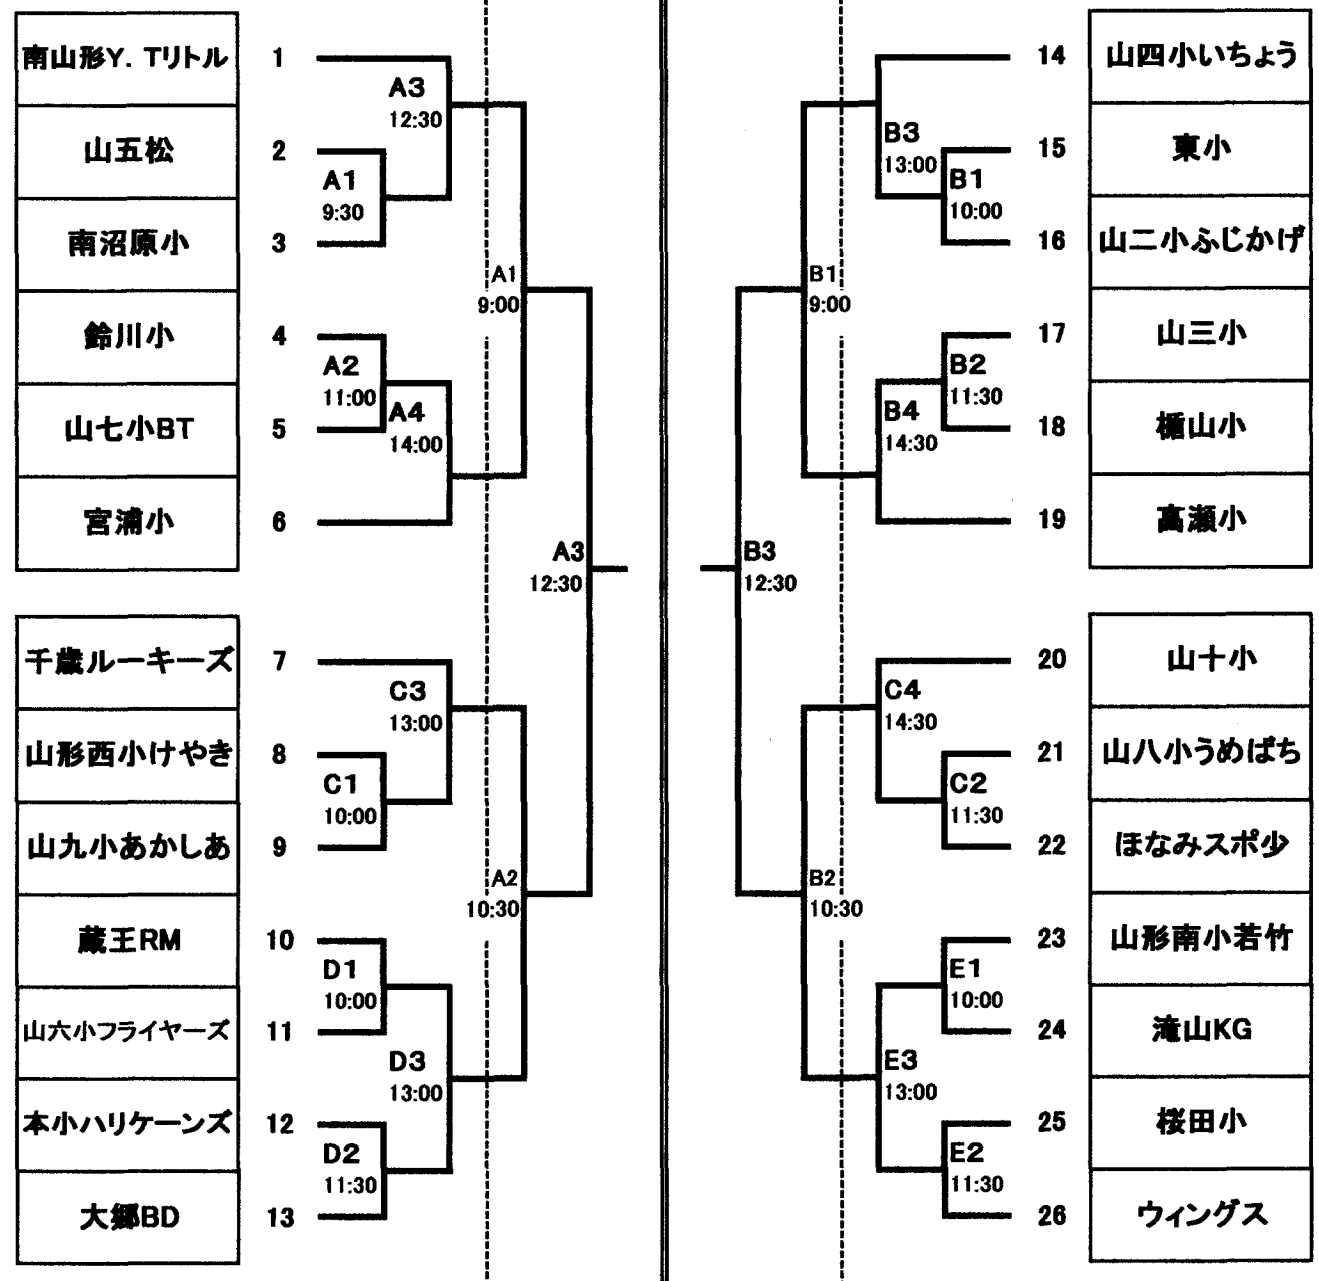 南山形Y．Tリトル 1
山五松 2
南沼原小 3
鈴川小 4
山七小BT 5
宮浦小 6
A3
12:30
A1
9:30
A2
11:00
A4
14:00
A1
9:00
千歳ルーキーズ 7
山形西小けやき 8
山九小あかしあ 9
蔵王RM 10
山六小フライヤーズ 11
本小ハリケーンズ 12
大郷BD 13
C3
13:00
C1
10:00
D1
10:00
D3
13:00
D2
11:30
A2
10:30
A3
12:30
14 山四小いちょう
15 東小
16 山二小ふじかげ
17 山三小
18 楯山小
19 高瀬小
B3
13:00
B1
10:00
B2
11:30
B4
14:30
B1
9:00
20 山十小
21 山八小うめばち
22 ほなみスポ少
23 山形南小若竹
24 滝山KG
25 桜田小
26 ウィングス
C4
14:30
C2
11:30
E1
10:00
E3
13:00
E2
11:30
B2
10:30
B3
12:30